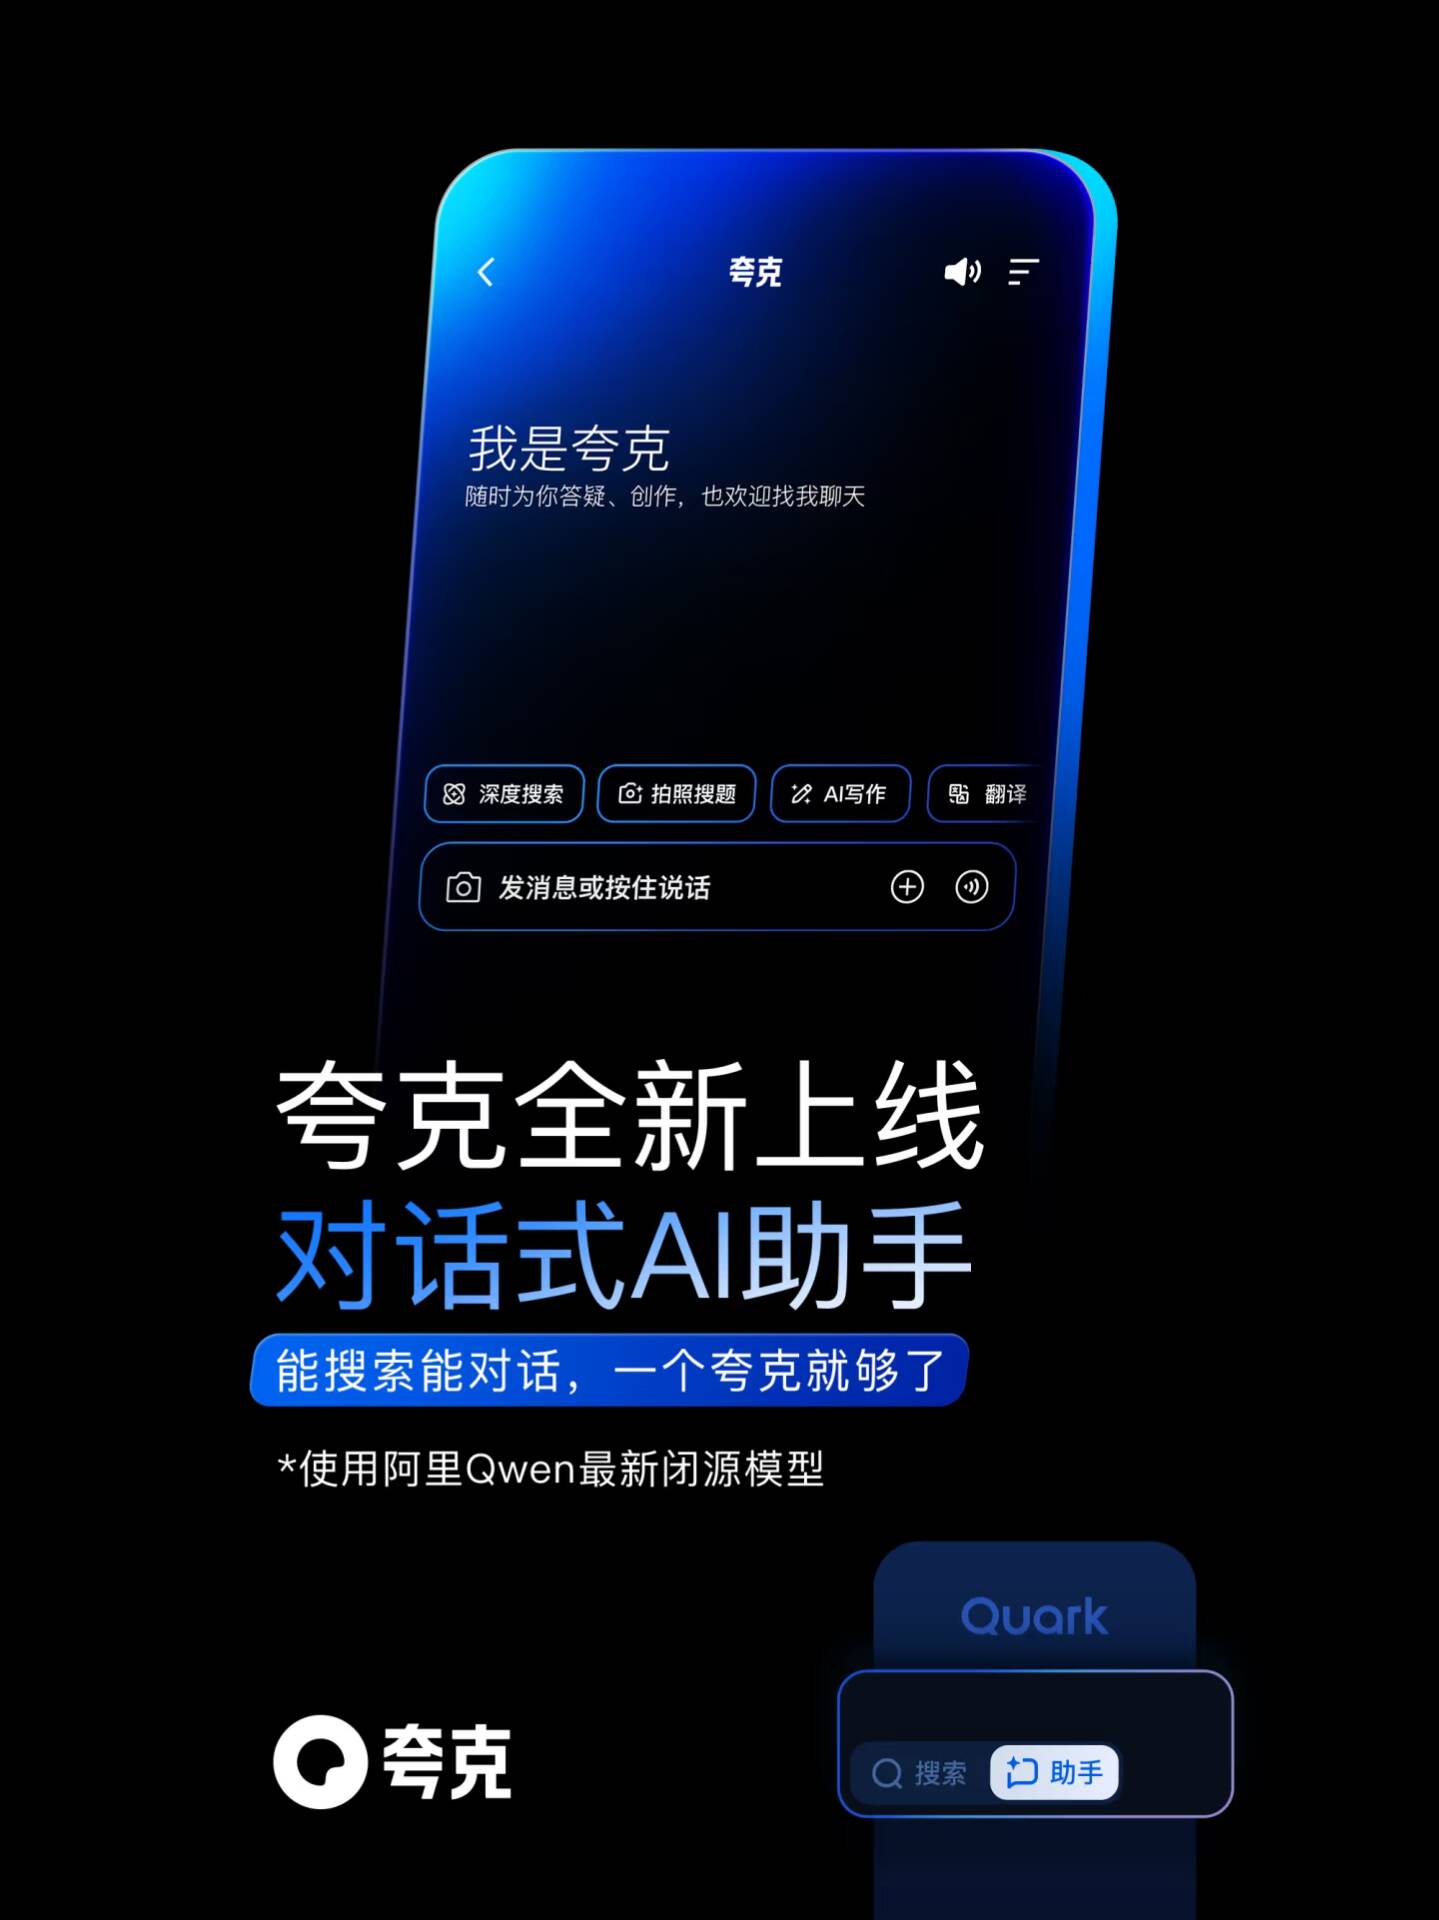 夸克
我是夸克
随时为你答疑、创作，也欢迎找我聊天
深度搜索 拍照搜题 AI写作 翻译
发消息或按住说话
夸克全新上线
对话式AI助手
能搜索能对话，一个夸克就够了
*使用阿里Qwen最新闭源模型
Quark
夸克
搜索 助手